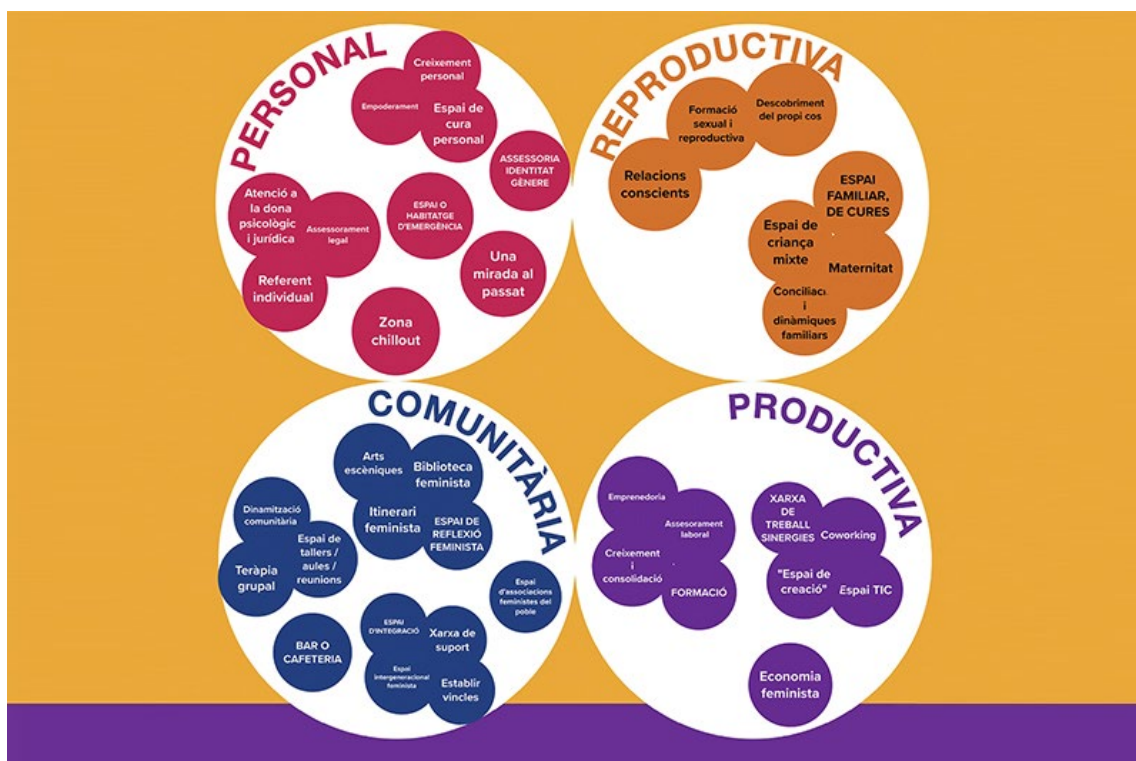 PERSONAL
Creixement
personal
Empoderament
Espai de
cura
personal
ASSESSORIA
IDENTITAT
GÈNERE
Atenció a
la dona
psicològic
i jurídica
Assessorament
legal
Referent
individual
ESPAI O
HABITATGE
D'EMERGÈNCIA
Una
mirada al
passat
Zona
chillout
REPRODUCTIVA
Descobriment
del propi cos
Formació
sexual i
reproductiva
Relacions
conscients
ESPAI
FAMILIAR,
DE CURES
Espai de
criança
mixte
Maternitat
Conciliaci
i
dinàmiques
familiars
COMUNITÀRIA
Arts
escèniques
Biblioteca
feminista
Itinerari
feminista
ESPAI DE
REFLEXIÓ
FEMINISTA
Dinamització
comunitària
Espai de
tallers /
aules /
reunions
Teràpia
grupal
Espai
d'associacions
feministes del
poble
BAR O
CAFETERIA
ESPAI
D'INTEGRACIÓ
Xarxa de
suport
Espai
intergeneracional
feminista
Establir
vincles
PRODUCTIVA
Emprenedoria
Assesorament
laboral
Creixement
i
consolidació
FORMACIÓ
XARXA
DE
TREBALL
SINERGIES
Coworking
"Espai de
creació"
Espai TIC
Economia
feminista